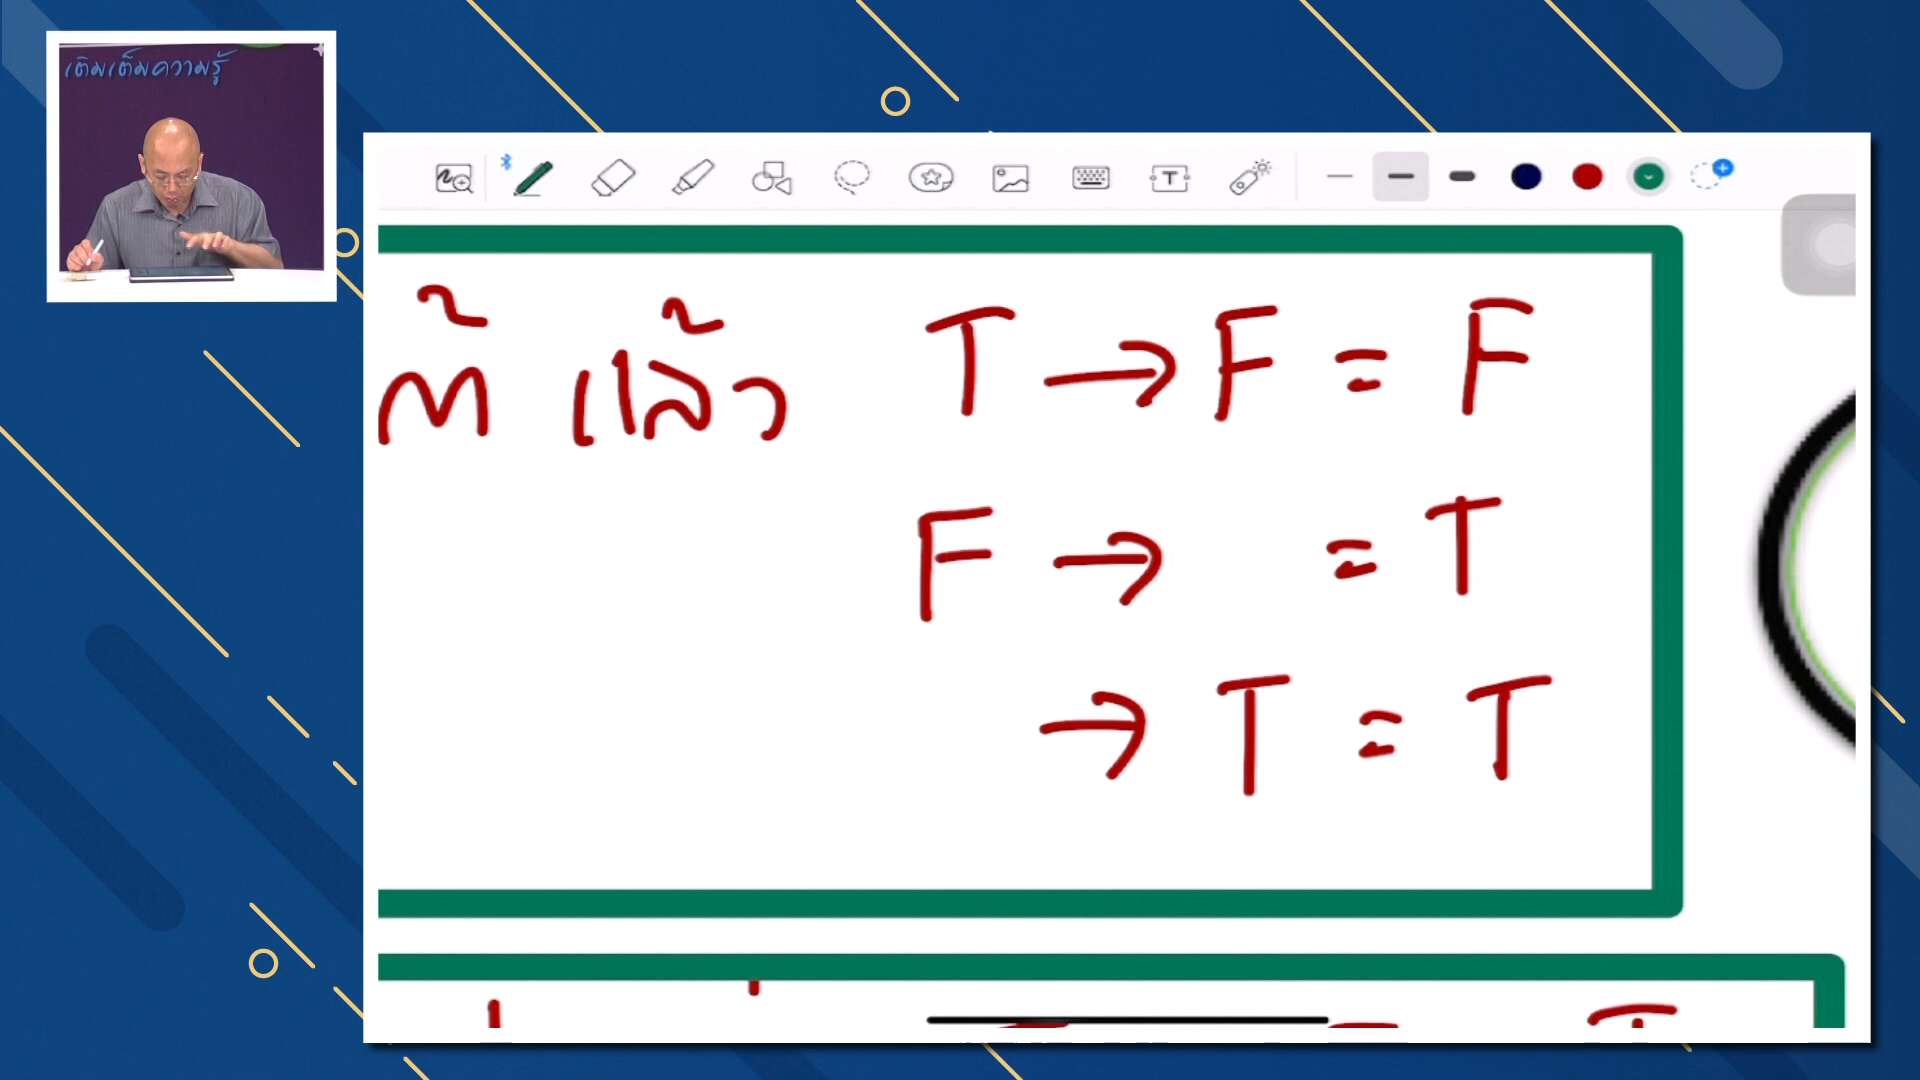 เติมเต็มความรู้
ถ้า แล้ว T → F = F
F → = T
→ T = T